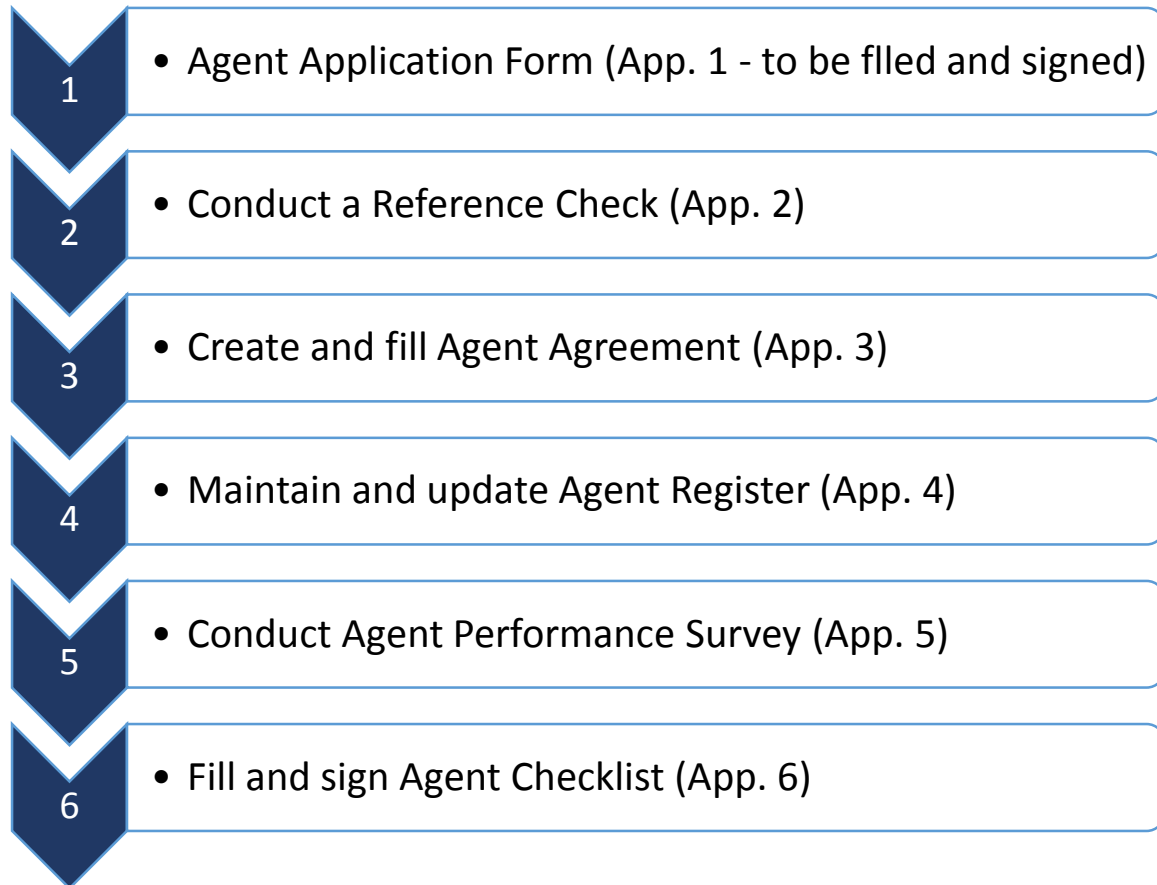 1
• Agent Application Form (App. 1 - to be flled and signed)
2
• Conduct a Reference Check (App. 2)
3
• Create and fill Agent Agreement (App. 3)
4
• Maintain and update Agent Register (App. 4)
5
• Conduct Agent Performance Survey (App. 5)
6
• Fill and sign Agent Checklist (App. 6)